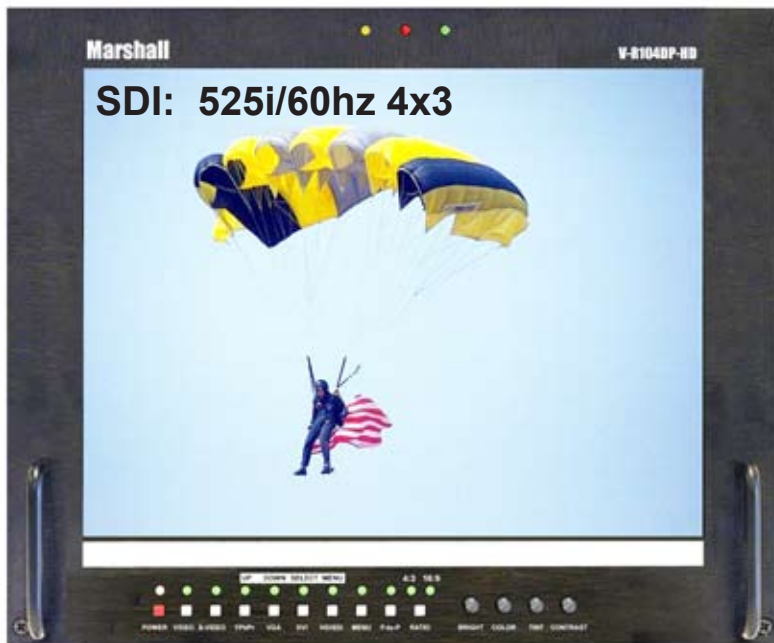 Marshall V-R104DP-HD
SDI: 525i/60hz 4x3
UP DOWN SELECT MENU 4:3 16:9
POWER VIDEO S-VIDEO YPbPr VGA DVI HD/SDI MENU P-to-P RATIO BRIGHT COLOR TINT CONTRAST